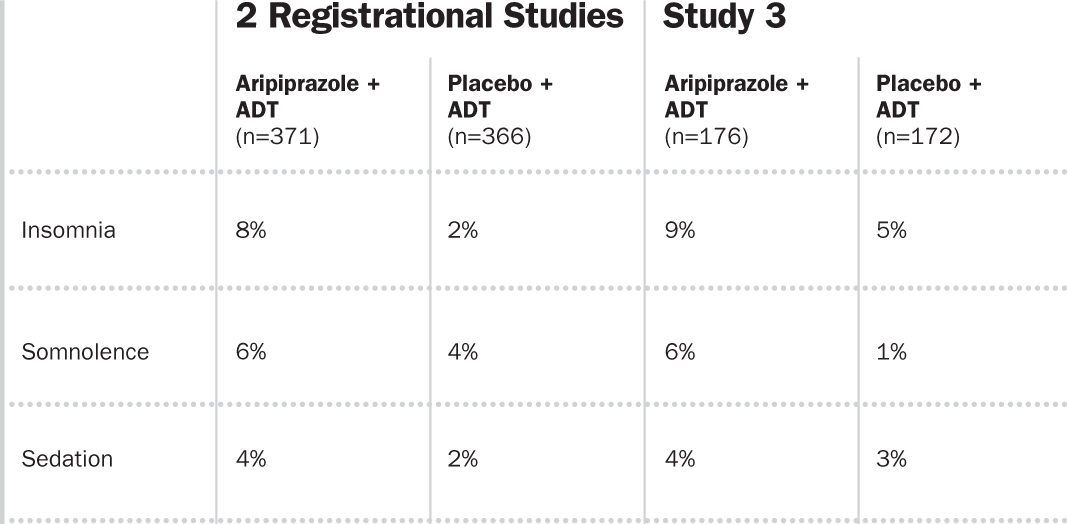 2 Registrational Studies Study 3
Aripiprazole + Placebo + Aripiprazole + Placebo +
ADT ADT ADT ADT
(n=371) (n=366) (n=176) (n=172)
Insomnia 8% 2% 9% 5%
Somnolence 6% 4% 6% 1%
Sedation 4% 2% 4% 3%